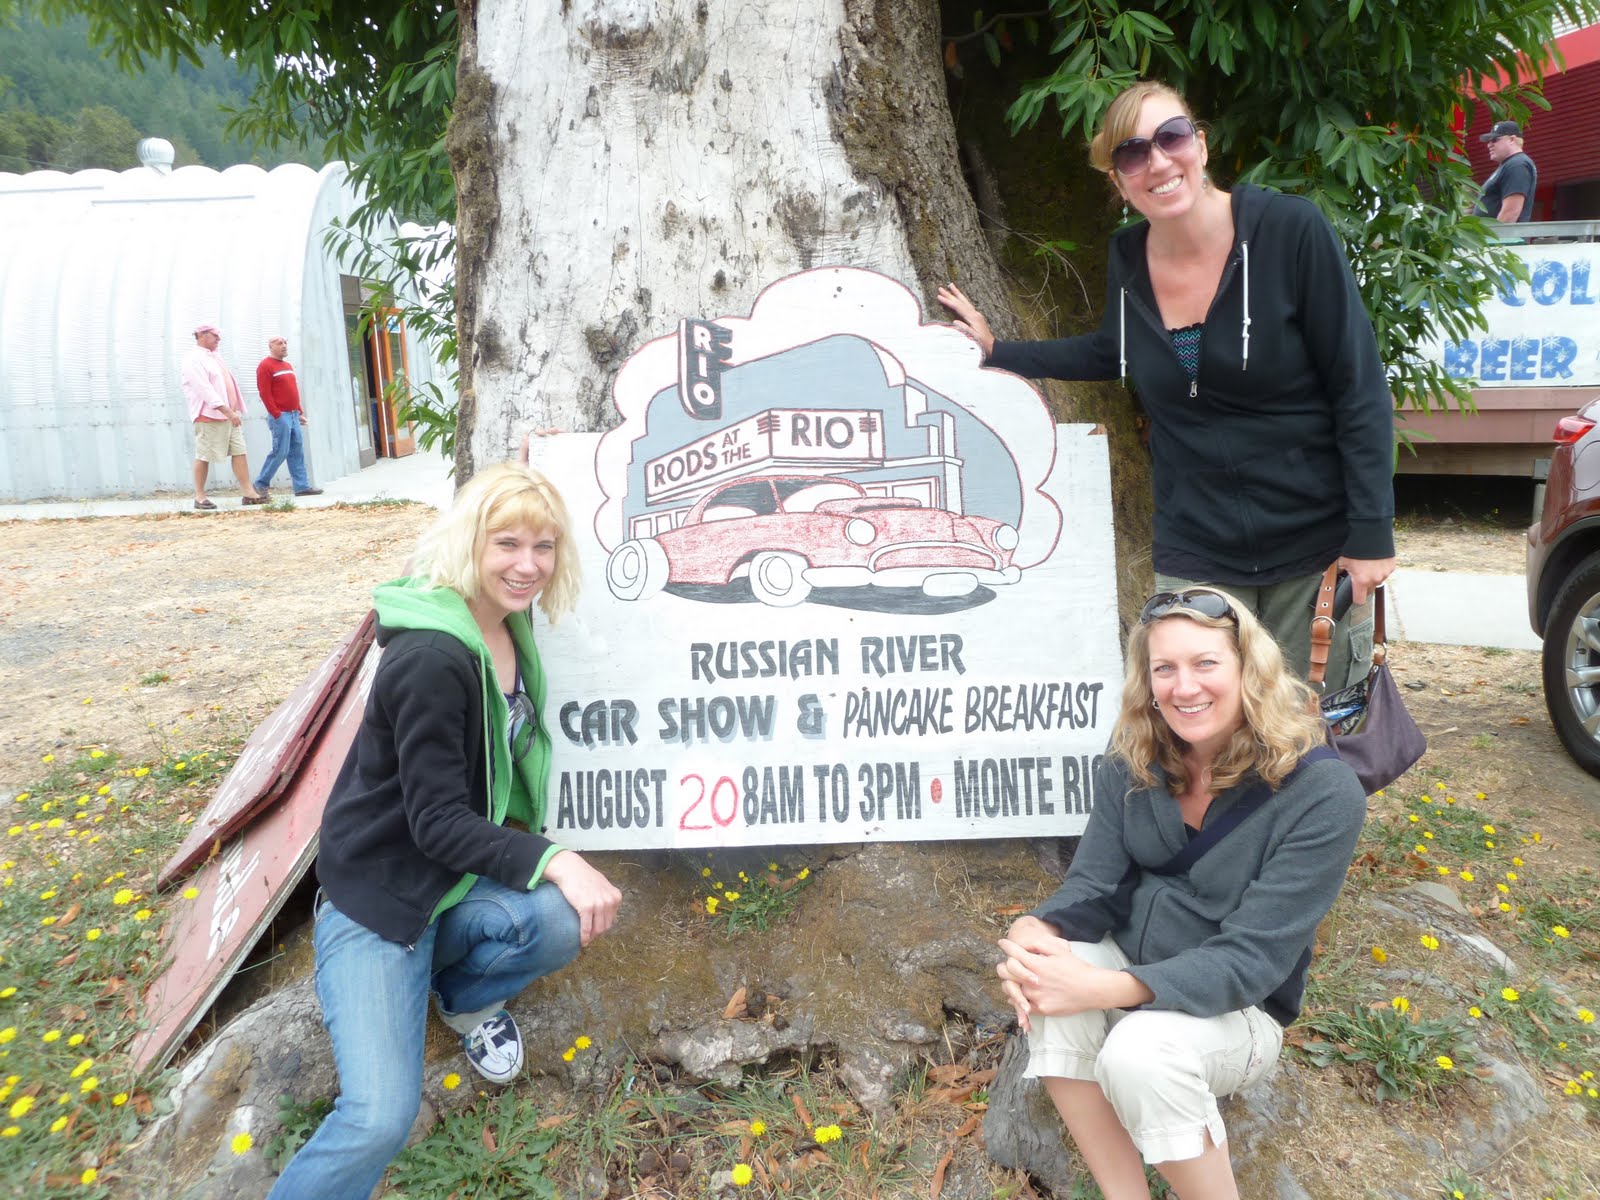 RIO
RODS AT THE RIO
RUSSIAN RIVER
CAR SHOW & PANCAKE BREAKFAST
AUGUST 20 8AM TO 3PM • MONTE RIO
COLD
BEER